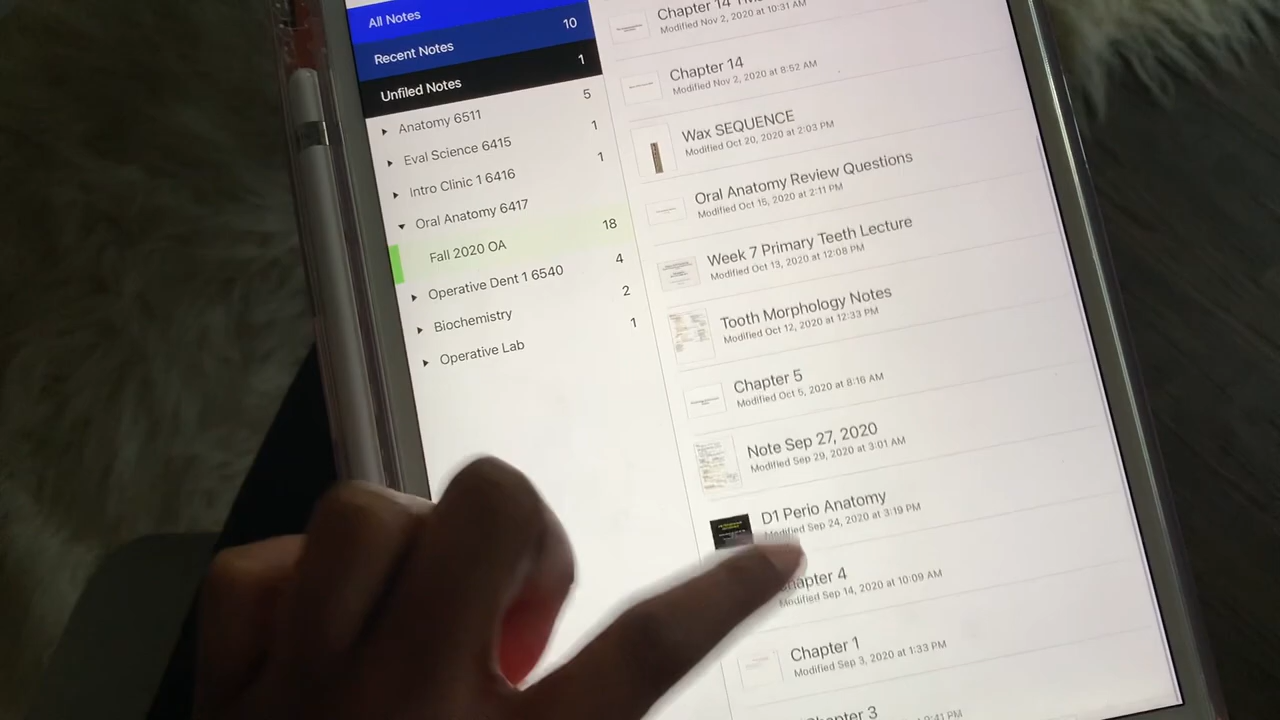 All Notes
Recent Notes 10
Unfiled Notes 1
Anatomy 6511 5
Eval Science 6415 1
Intro Clinic 1 6416 1
Oral Anatomy 6417
Fall 2020 OA 18
Operative Dent 1 6540 4
Biochemistry 2
Operative Lab 1
Chapter 14
Modified Nov 2, 2020 at 10:31 AM
Chapter 14
Modified Nov 2, 2020 at 8:52 AM
Wax SEQUENCE
Modified Oct 20, 2020 at 2:03 PM
Oral Anatomy Review Questions
Modified Oct 15, 2020 at 2:11 PM
Week 7 Primary Teeth Lecture
Modified Oct 13, 2020 at 12:08 PM
Tooth Morphology Notes
Modified Oct 12, 2020 at 12:33 PM
Chapter 5
Modified Oct 5, 2020 at 8:16 AM
Note Sep 27, 2020
Modified Sep 29, 2020 at 3:01 AM
D1 Perio Anatomy
Modified Sep 24, 2020 at 3:19 PM
Chapter 4
Modified Sep 14, 2020 at 10:09 AM
Chapter 1
Modified Sep 3, 2020 at 1:33 PM
Chapter 3
PM